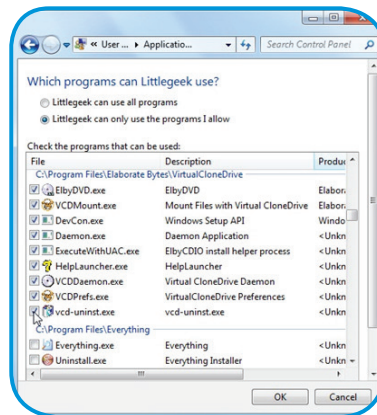 « User ... ▸ Applicatio...
Search Control Panel
Which programs can Littlegeek use?
Littlegeek can use all programs
Littlegeek can only use the programs I allow
Check the programs that can be used:
File Description Produc
C:\Program Files\Elaborate Bytes\VirtualCloneDrive
ElbyDVD.exe ElbyDVD Elabora
VCDMount.exe Mount Files with Virtual CloneDrive Elabora
DevCon.exe Windows Setup API Windo
Daemon.exe Daemon Application <Unkn
ExecuteWithUAC.exe ElbyCDIO install helper process <Unkn
HelpLauncher.exe HelpLauncher <Unkn
VCDDaemon.exe Virtual CloneDrive Daemon <Unkn
VCDPrefs.exe VirtualCloneDrive Preferences <Unkn
vcd-uninst.exe vcd-uninst.exe <Unkn
C:\Program Files\Everything
Everything.exe Everything <Unkn
Uninstall.exe Everything Installer <Unkn
OK Cancel